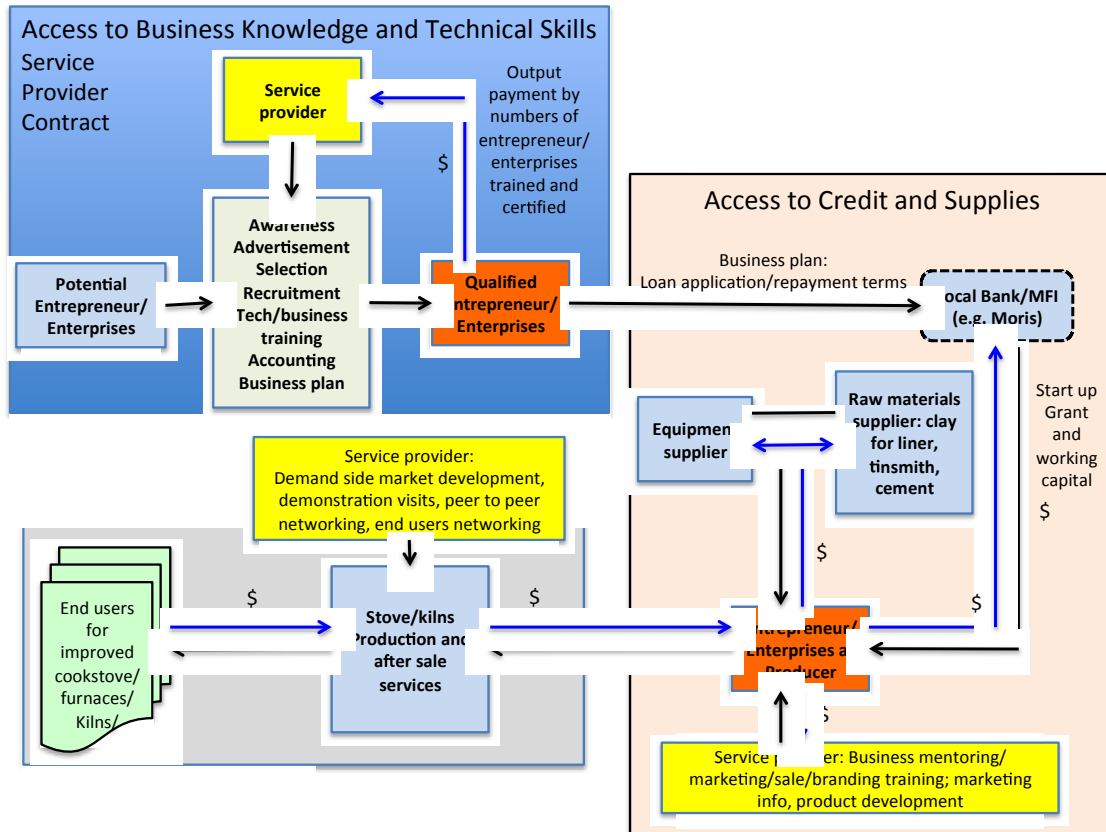 Access to Business Knowledge and Technical Skills
Service
Provider
Contract
Service
provider
Output
payment by
numbers of
entrepreneur/
enterprises
trained and
certified
$
Potential
Entrepreneur/
Enterprises
Awareness
Advertisement
Selection
Recruitment
Tech/business
training
Accounting
Business plan
Qualified
ntrepreneur/
Enterprises
Access to Credit and Supplies
Business plan:
Loan application/repayment terms
ocal Bank/MFI
(e.g. Moris)
Equipmen
supplier
Raw materials
supplier: clay
for liner,
tinsmith,
cement
Start up
Grant
and
working
capital
$
Service provider:
Demand side market development,
demonstration visits, peer to peer
networking, end users networking
$
End users
for
improved
cookstove/
furnaces/
Kilns/
$
Stove/kilns
Production an
after sale
services
$
$
ntrepreneur/
Enterprises a
Producer
$
Service p er: Business mentoring/
marketing/sale/branding training; marketing
info, product development